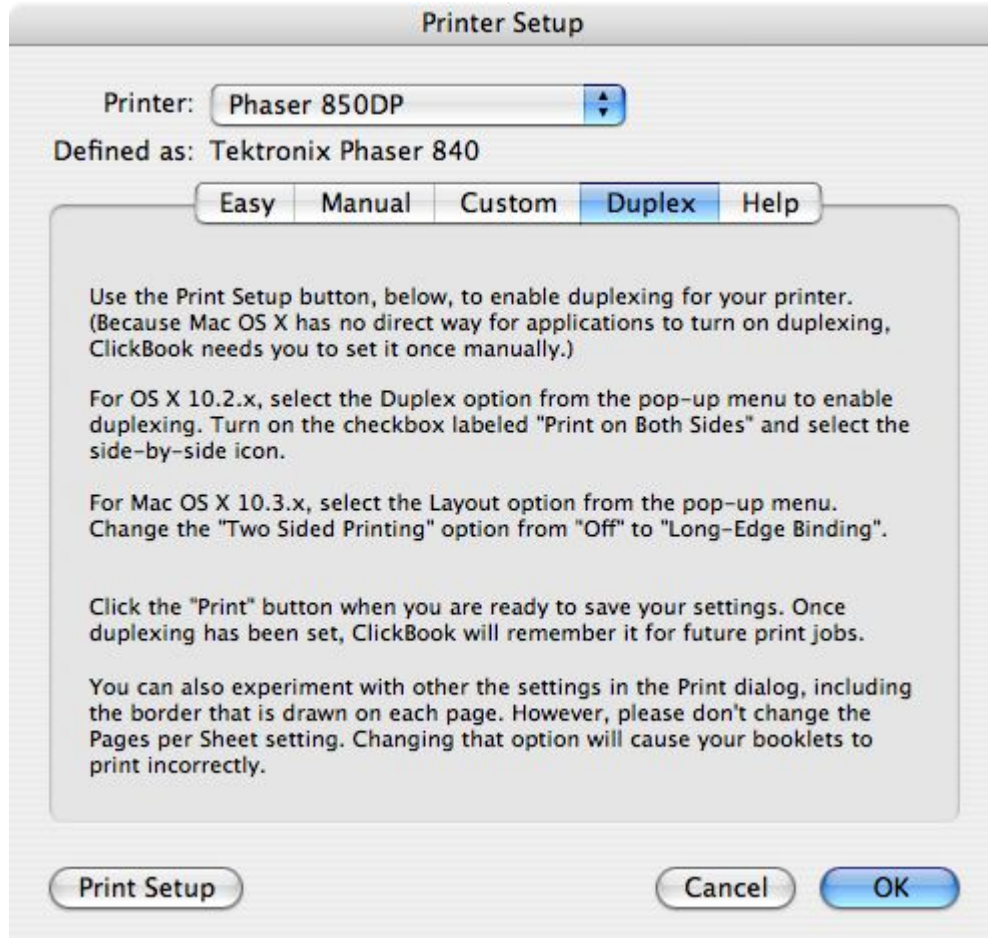 Printer Setup
Printer: Phaser 850DP
Defined as: Tektronix Phaser 840
Easy Manual Custom Duplex Help
Use the Print Setup button, below, to enable duplexing for your printer.
(Because Mac OS X has no direct way for applications to turn on duplexing,
ClickBook needs you to set it once manually.)
For OS X 10.2.x, select the Duplex option from the pop-up menu to enable
duplexing. Turn on the checkbox labeled "Print on Both Sides" and select the
side-by-side icon.
For Mac OS X 10.3.x, select the Layout option from the pop-up menu.
Change the "Two Sided Printing" option from "Off" to "Long-Edge Binding".
Click the "Print" button when you are ready to save your settings. Once
duplexing has been set, ClickBook will remember it for future print jobs.
You can also experiment with other the settings in the Print dialog, including
the border that is drawn on each page. However, please don't change the
Pages per Sheet setting. Changing that option will cause your booklets to
print incorrectly.
Print Setup Cancel OK